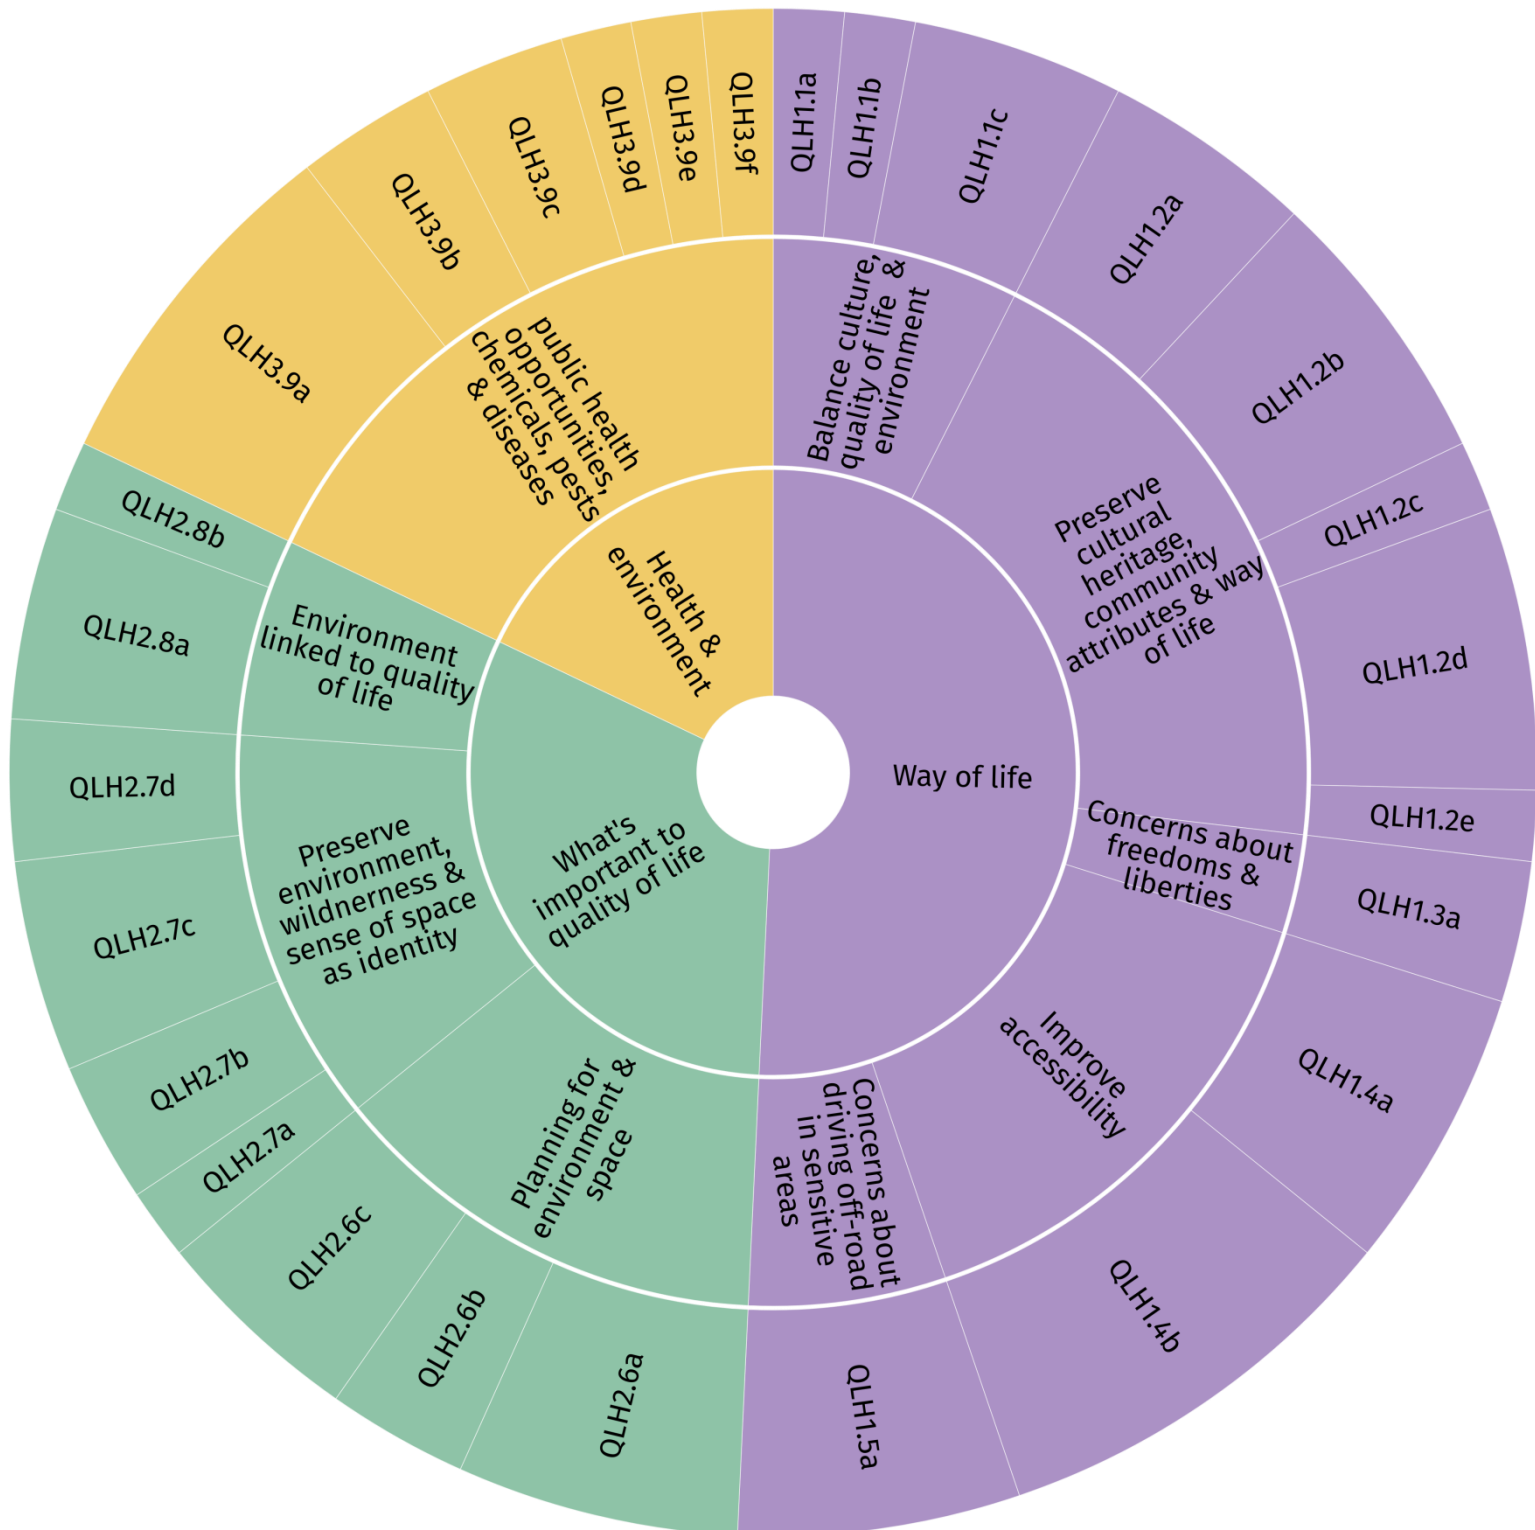 Way of life
Balance culture,
quality of life &
environment
QLH1.1a
QLH1.1b
QLH1.1c
Preserve
cultural
heritage,
community
attributes & way
of life
QLH1.2a
QLH1.2b
QLH1.2c
QLH1.2d
QLH1.2e
Concerns about
freedoms &
liberties
QLH1.3a
Improve
accessibility
QLH1.4a
QLH1.4b
Concerns about
driving off-road
in sensitive
areas
QLH1.5a
What's
important to
quality of life
Planning for
environment &
space
QLH2.6a
QLH2.6b
QLH2.6c
Preserve
environment,
wildnerness &
sense of space
as identity
QLH2.7a
QLH2.7b
QLH2.7c
QLH2.7d
Environment
linked to quality
of life
QLH2.8a
QLH2.8b
Health &
environment
public health
opportunities,
chemicals, pests
& diseases
QLH3.9a
QLH3.9b
QLH3.9c
QLH3.9d
QLH3.9e
QLH3.9f